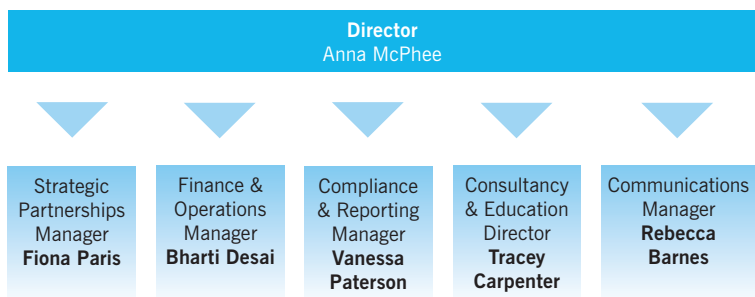 Director
Anna McPhee
Strategic
Partnerships
Manager
Fiona Paris
Finance &
Operations
Manager
Bharti Desai
Compliance
& Reporting
Manager
Vanessa
Paterson
Consultancy
& Education
Director
Tracey
Carpenter
Communications
Manager
Rebecca
Barnes